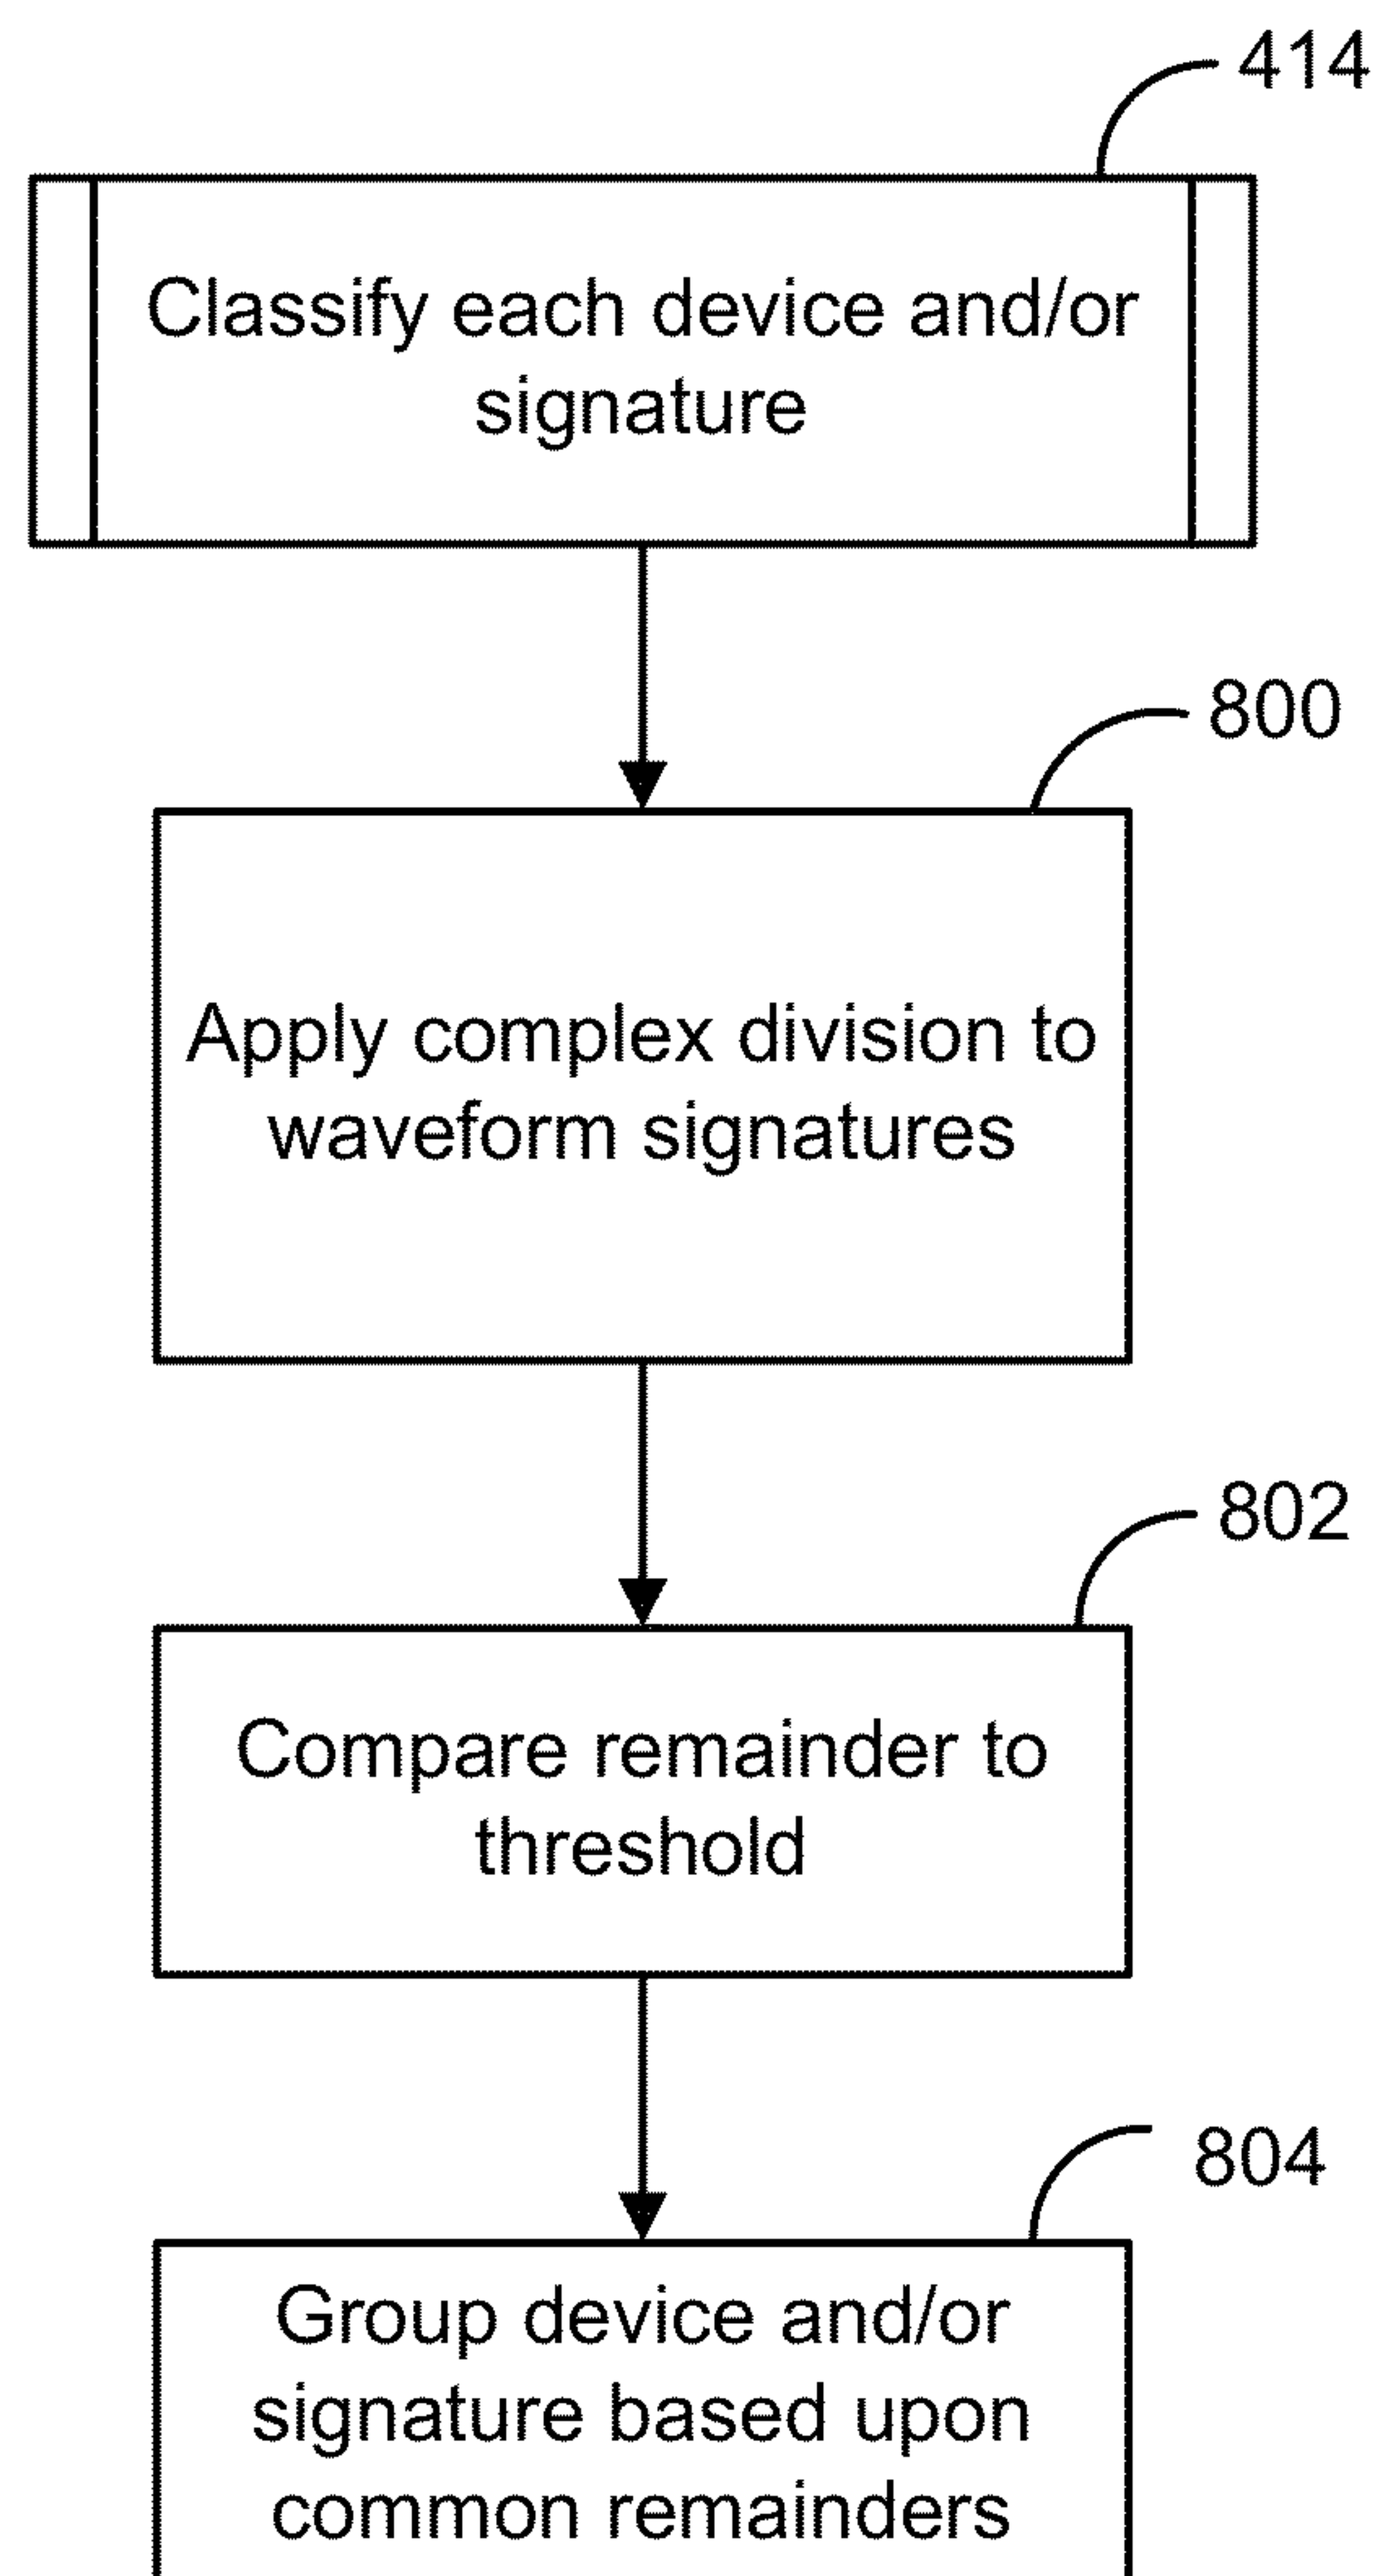 414
Classify each device and/or
signature
800
Apply complex division to
waveform signatures
802
Compare remainder to
threshold
804
Group device and/or
signature based upon
common remainders